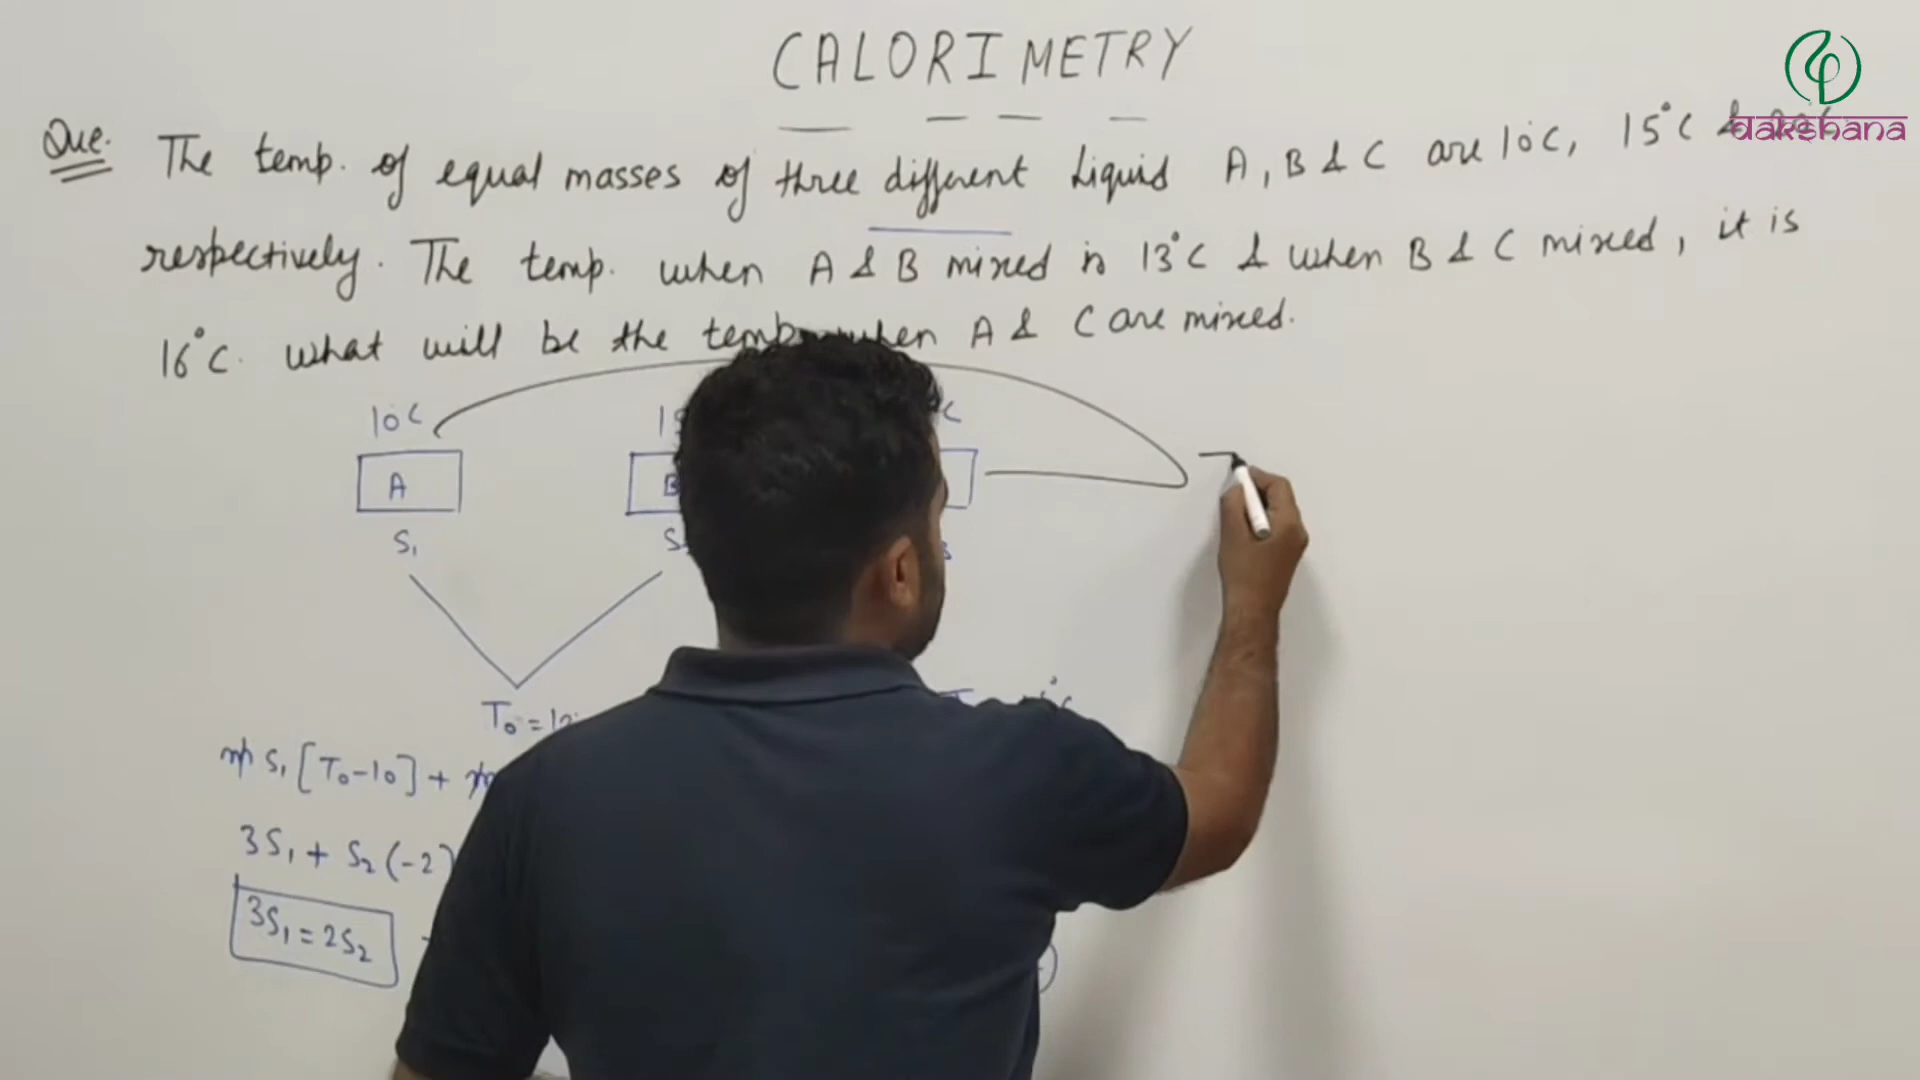 CALORIMETRY
dakshana
Que. The temp. of equal masses of three different Liquid A, B & C are 10°C, 15°C &
respectively. The temp. when A & B mixed is 13°C & when B & C mixed, it is
16°C. what will be the temp. when A & C are mixed.
10°C
A B
S₁
T₀ =
m S₁ [T₀-10] +
3S₁ + S₂ (-2)
3S₁ = 2S₂